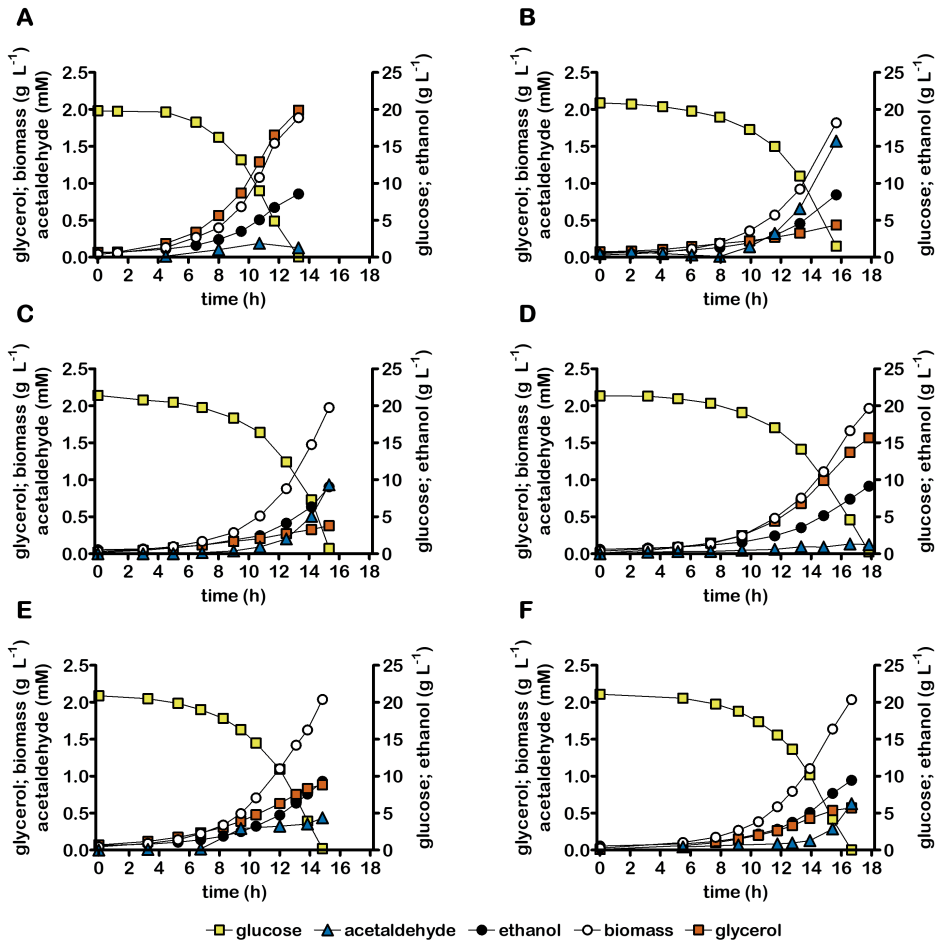 A
glycerol; biomass (g L-1)
acetaldehyde (mM)
2.5
2.0
1.5
1.0
0.5
0.0
25
20
15
10
5
0
glucose; ethanol (g L-1)
0 2 4 6 8 10 12 14 16 18
time (h)
B
glycerol; biomass (g L-1)
acetaldehyde (mM)
2.5
2.0
1.5
1.0
0.5
0.0
25
20
15
10
5
0
glucose; ethanol (g L-1)
0 2 4 6 8 10 12 14 16 18
time (h)
C
glycerol; biomass (g L-1)
acetaldehyde (mM)
2.5
2.0
1.5
1.0
0.5
0.0
25
20
15
10
5
0
glucose; ethanol (g L-1)
0 2 4 6 8 10 12 14 16 18
time (h)
D
glycerol; biomass (g L-1)
acetaldehyde (mM)
2.5
2.0
1.5
1.0
0.5
0.0
25
20
15
10
5
0
glucose; ethanol (g L-1)
0 2 4 6 8 10 12 14 16 18
time (h)
E
glycerol; biomass (g L-1)
acetaldehyde (mM)
2.5
2.0
1.5
1.0
0.5
0.0
25
20
15
10
5
0
glucose; ethanol (g L-1)
0 2 4 6 8 10 12 14 16 18
time (h)
F
glycerol; biomass (g L-1)
acetaldehyde (mM)
2.5
2.0
1.5
1.0
0.5
0.0
25
20
15
10
5
0
glucose; ethanol (g L-1)
0 2 4 6 8 10 12 14 16 18
time (h)
glucose acetaldehyde ethanol biomass glycerol